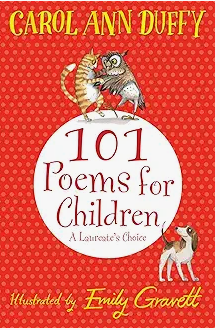 CAROL ANN DUFFY
101
Poems for
Children
A Laureate's Choice
Illustrated by Emily Gravett